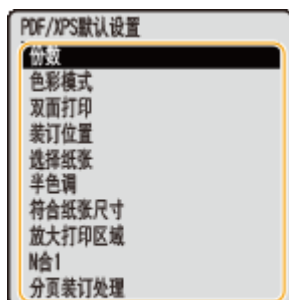 PDF/XPS默认设置
份数
色彩模式
双面打印
装订位置
选择纸张
半色调
符合纸张尺寸
放大打印区域
N合1
分页装订处理